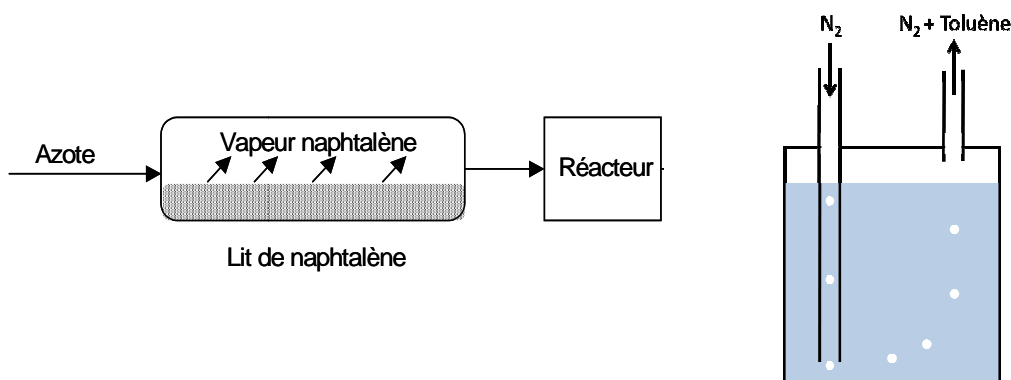 Azote
Vapeur naphtalène
Réacteur
Lit de naphtalène
N2
N2 + Toluène